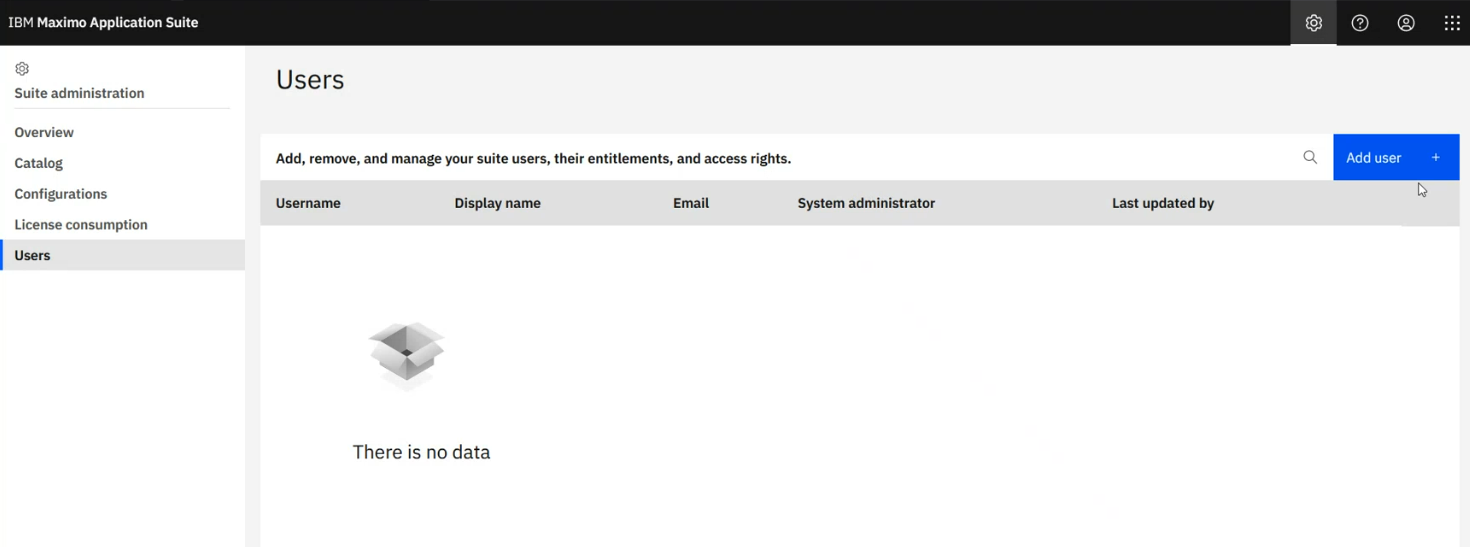 IBM Maximo Application Suite
Suite administration
Overview
Catalog
Configurations
License consumption
Users
Users
Add, remove, and manage your suite users, their entitlements, and access rights.
Add user +
Username Display name Email System administrator Last updated by
There is no data